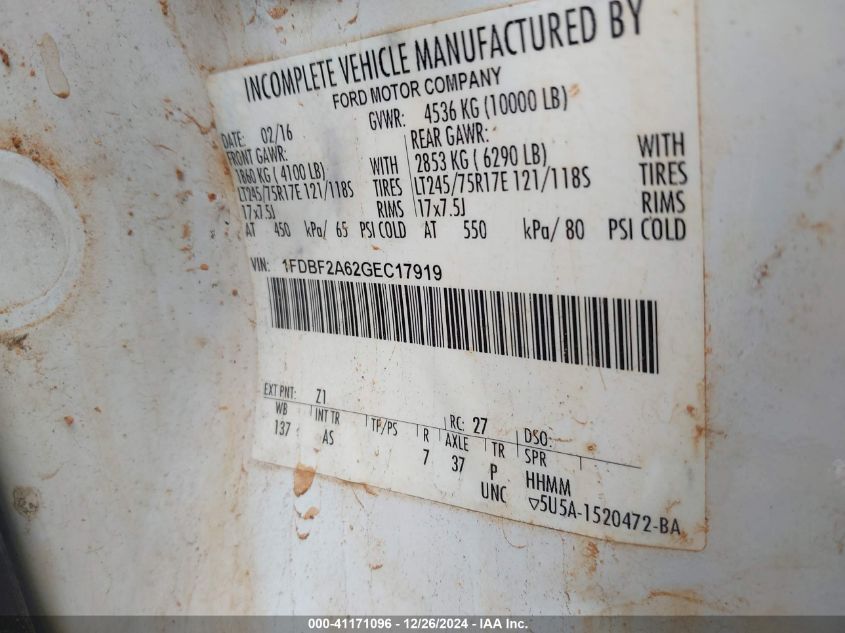 INCOMPLETE VEHICLE MANUFACTURED BY
FORD MOTOR COMPANY
DATE: 02/16 GVWR: 4536 KG (10000 LB)
FRONT GAWR: REAR GAWR:
1860 KG ( 4100 LB) WITH 2853 KG ( 6290 LB) WITH
LT245/75R17E 121/118S TIRES LT245/75R17E 121/118S TIRES
17x7.5J RIMS 17x7.5J RIMS
AT 450 kPa/ 65 PSI COLD AT 550 kPa/ 80 PSI COLD
VIN: 1FDBF2A62GEC17919
EXT PNT: Z1 RC: 27 DSO:
WB INT TR TP/PS R AXLE TR SPR
137 AS 7 37 P HHMM
UNC ▽5U5A-1520472-BA
000-41171096 - 12/26/2024 - IAA Inc.